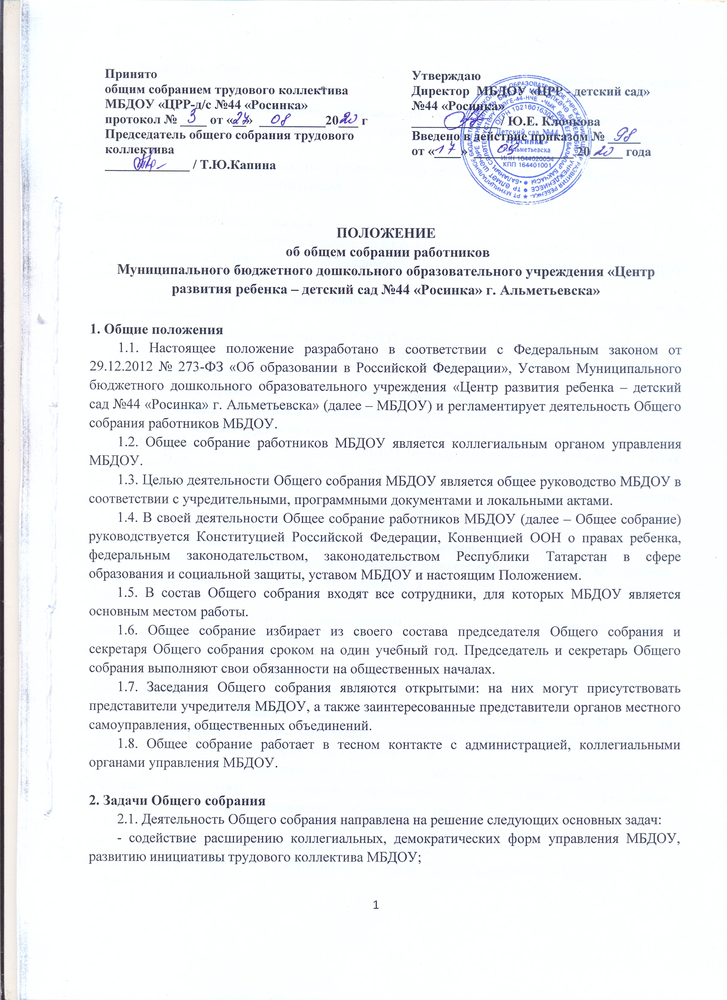 Принято
общим собранием трудового коллектива
МБДОУ «ЦРР-д/с №44 «Росинка»
протокол № 3 от «27» 08 2020 г
Председатель общего собрания трудового
коллектива
/ Т.Ю.Капина
Утверждаю
Директор МБДОУ «ЦРР - детский сад»
№44 «Росинка»
/ Ю.Е. Клочкова
Введено в действие приказом № 98
от «17» 09 2020 года
Детский сад №44
«Росинка»
г.Альметьевска
ИНН 1644020054
КПП 164401001
ПОЛОЖЕНИЕ
об общем собрании работников
Муниципального бюджетного дошкольного образовательного учреждения «Центр
развития ребенка – детский сад №44 «Росинка» г. Альметьевска»
1. Общие положения
1.1. Настоящее положение разработано в соответствии с Федеральным законом от
29.12.2012 № 273-ФЗ «Об образовании в Российской Федерации», Уставом Муниципального
бюджетного дошкольного образовательного учреждения «Центр развития ребенка – детский
сад №44 «Росинка» г. Альметьевска» (далее – МБДОУ) и регламентирует деятельность Общего
собрания работников МБДОУ.
1.2. Общее собрание работников МБДОУ является коллегиальным органом управления
МБДОУ.
1.3. Целью деятельности Общего собрания МБДОУ является общее руководство МБДОУ в
соответствии с учредительными, программными документами и локальными актами.
1.4. В своей деятельности Общее собрание работников МБДОУ (далее – Общее собрание)
руководствуется Конституцией Российской Федерации, Конвенцией ООН о правах ребенка,
федеральным законодательством, законодательством Республики Татарстан в сфере
образования и социальной защиты, уставом МБДОУ и настоящим Положением.
1.5. В состав Общего собрания входят все сотрудники, для которых МБДОУ является
основным местом работы.
1.6. Общее собрание избирает из своего состава председателя Общего собрания и
секретаря Общего собрания сроком на один учебный год. Председатель и секретарь Общего
собрания выполняют свои обязанности на общественных началах.
1.7. Заседания Общего собрания являются открытыми: на них могут присутствовать
представители учредителя МБДОУ, а также заинтересованные представители органов местного
самоуправления, общественных объединений.
1.8. Общее собрание работает в тесном контакте с администрацией, коллегиальными
органами управления МБДОУ.
2. Задачи Общего собрания
2.1. Деятельность Общего собрания направлена на решение следующих основных задач:
- содействие расширению коллегиальных, демократических форм управления МБДОУ,
развитию инициативы трудового коллектива МБДОУ;
1